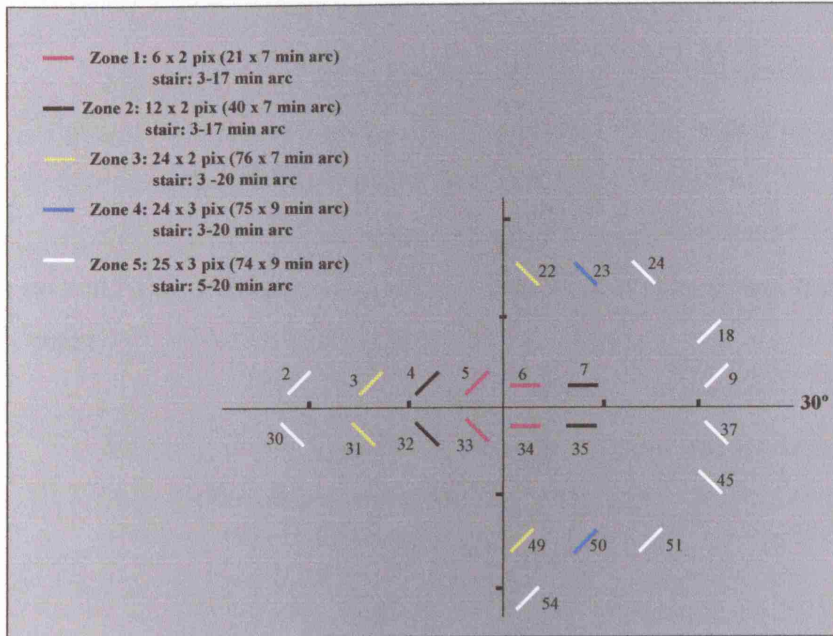 Zone 1: 6 x 2 pix (21 x 7 min arc)
stair: 3-17 min arc
Zone 2: 12 x 2 pix (40 x 7 min arc)
stair: 3-17 min arc
Zone 3: 24 x 2 pix (76 x 7 min arc)
stair: 3 -20 min arc
Zone 4: 24 x 3 pix (75 x 9 min arc)
stair: 3-20 min arc
Zone 5: 25 x 3 pix (74 x 9 min arc)
stair: 5-20 min arc
22 23 24
18
2 3 4 5 6 7 9
30º
30 31 32 33 34 35 37
45
49 50 51
54